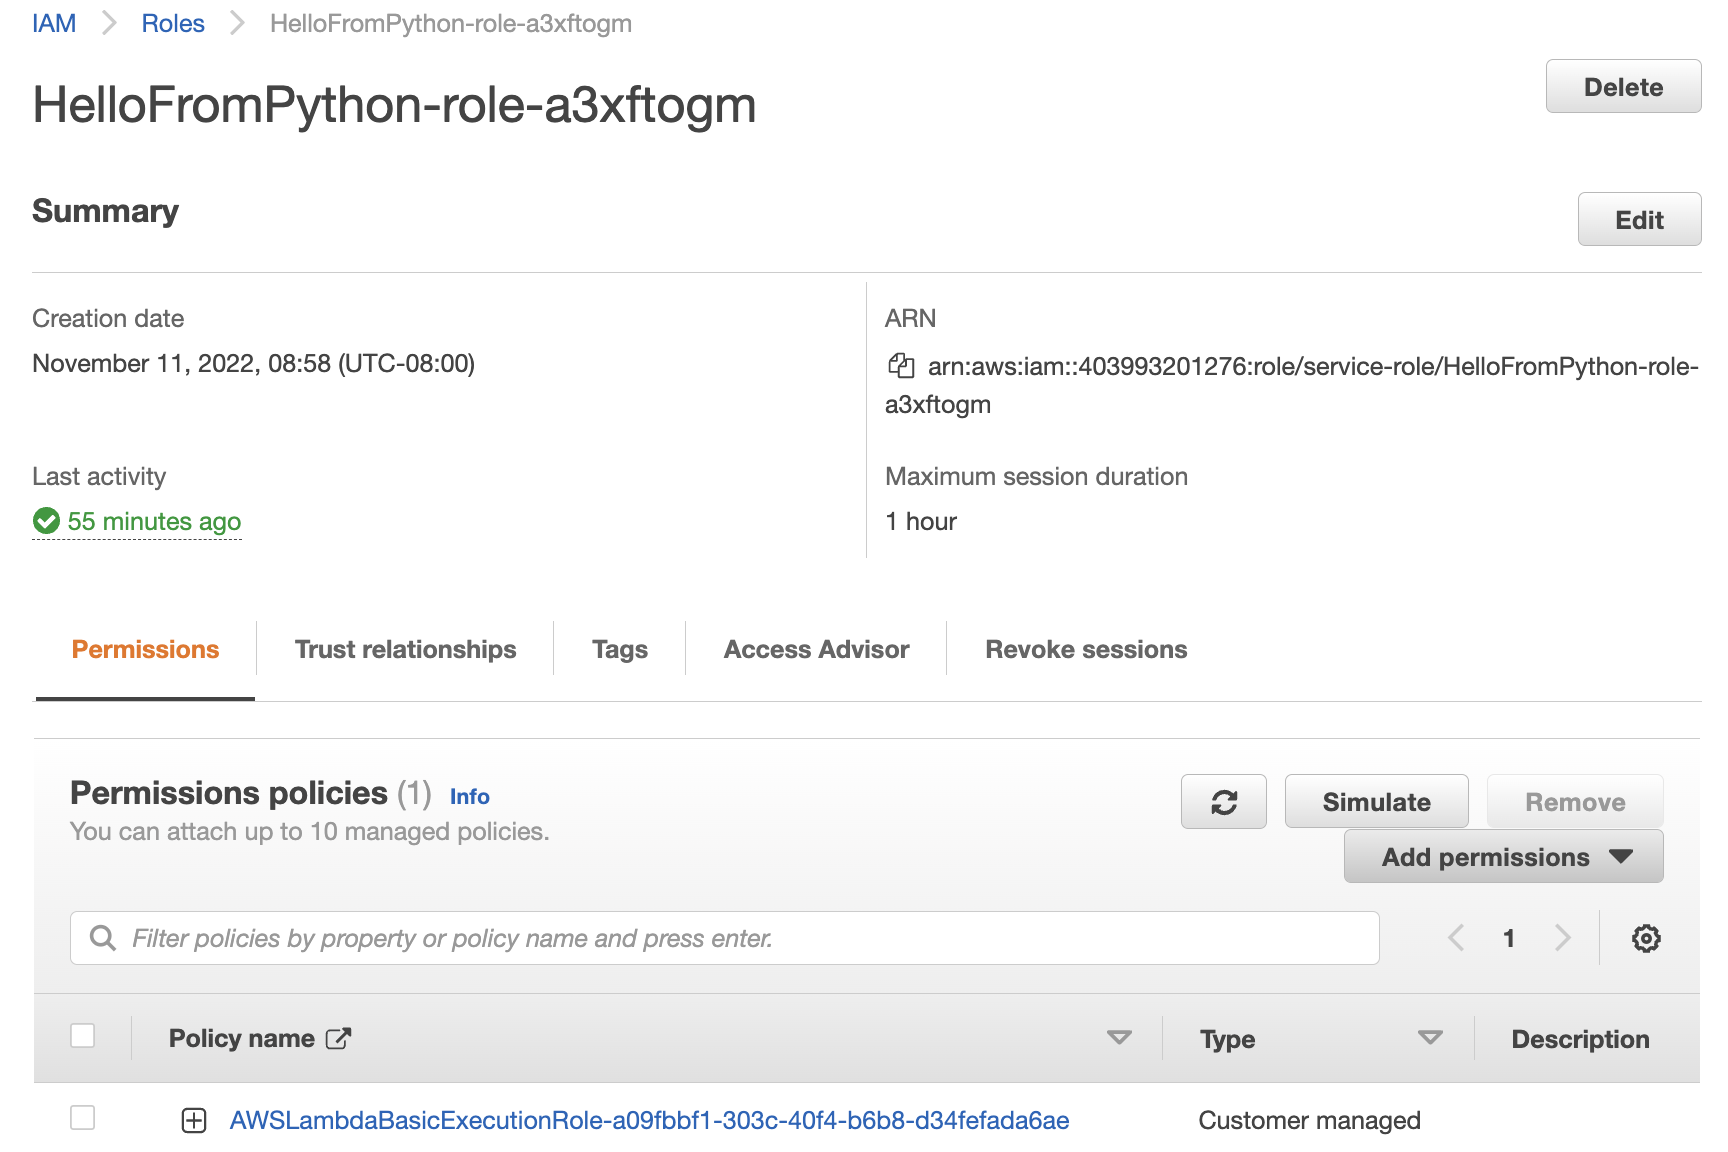 IAM > Roles > HelloFromPython-role-a3xftogm
HelloFromPython-role-a3xftogm
Delete
Summary
Edit
Creation date
November 11, 2022, 08:58 (UTC-08:00)
ARN
arn:aws:iam::403993201276:role/service-role/HelloFromPython-role-
a3xftogm
Last activity
55 minutes ago
Maximum session duration
1 hour
Permissions
Trust relationships
Tags
Access Advisor
Revoke sessions
Permissions policies (1) Info
You can attach up to 10 managed policies.
Simulate
Remove
Add permissions
Filter policies by property or policy name and press enter.
1
Policy name
Type
Description
AWSLambdaBasicExecutionRole-a09fbbf1-303c-40f4-b6b8-d34fefada6ae
Customer managed